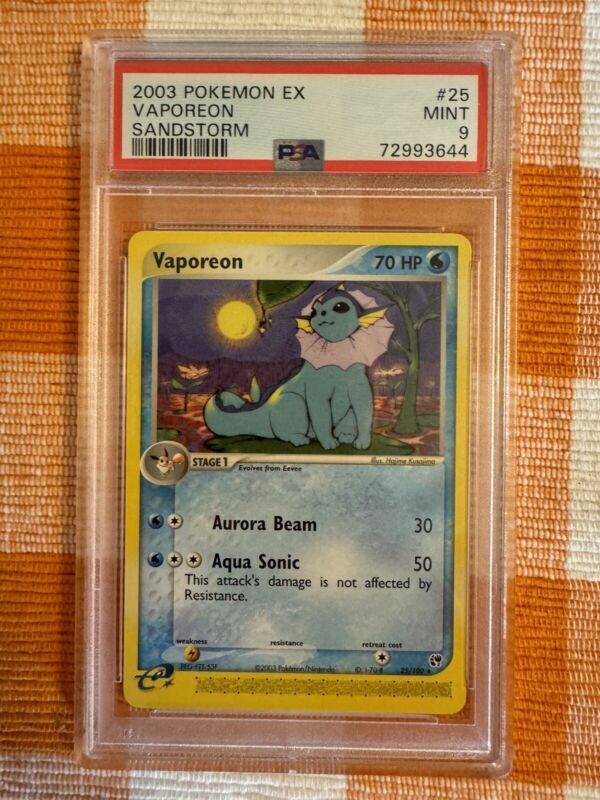 2003 POKEMON EX #25
VAPOREON MINT
SANDSTORM 9
PSA 72993644
Vaporeon 70 HP
STAGE 1 Evolves from Eevee
Illus. Hajime Kusajima
Aurora Beam 30
Aqua Sonic 50
This attack's damage is not affected by
Resistance.
weakness resistance retreat cost
©2003 Pokémon/Nintendo 25/100